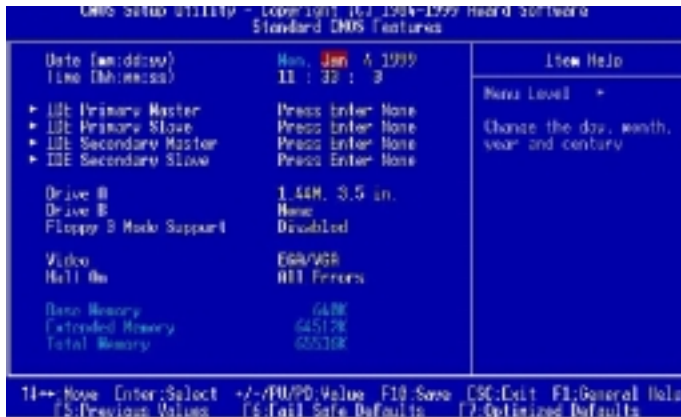 CMOS Setup Utility - Copyright (C) 1984-1999 Award Software
Standard CMOS Features
Date (mm:dd:yy) Mon, Jan 4 1999
Time (hh:mm:ss) 11 : 33 : 3
IDE Primary Master Press Enter None
IDE Primary Slave Press Enter None
IDE Secondary Master Press Enter None
IDE Secondary Slave Press Enter None
Drive A 1.44M, 3.5 in.
Drive B None
Floppy 3 Mode Support Disabled
Video EGA/VGA
Halt On All Errors
Base Memory 640K
Extended Memory 64512K
Total Memory 65536K
Item Help
Menu Level ▸
Change the day, month,
year and century
↑↓→←:Move Enter:Select +/-/PU/PD:Value F10:Save ESC:Exit F1:General Help
F5:Previous Values F6:Fail Safe Defaults F7:Optimized Defaults